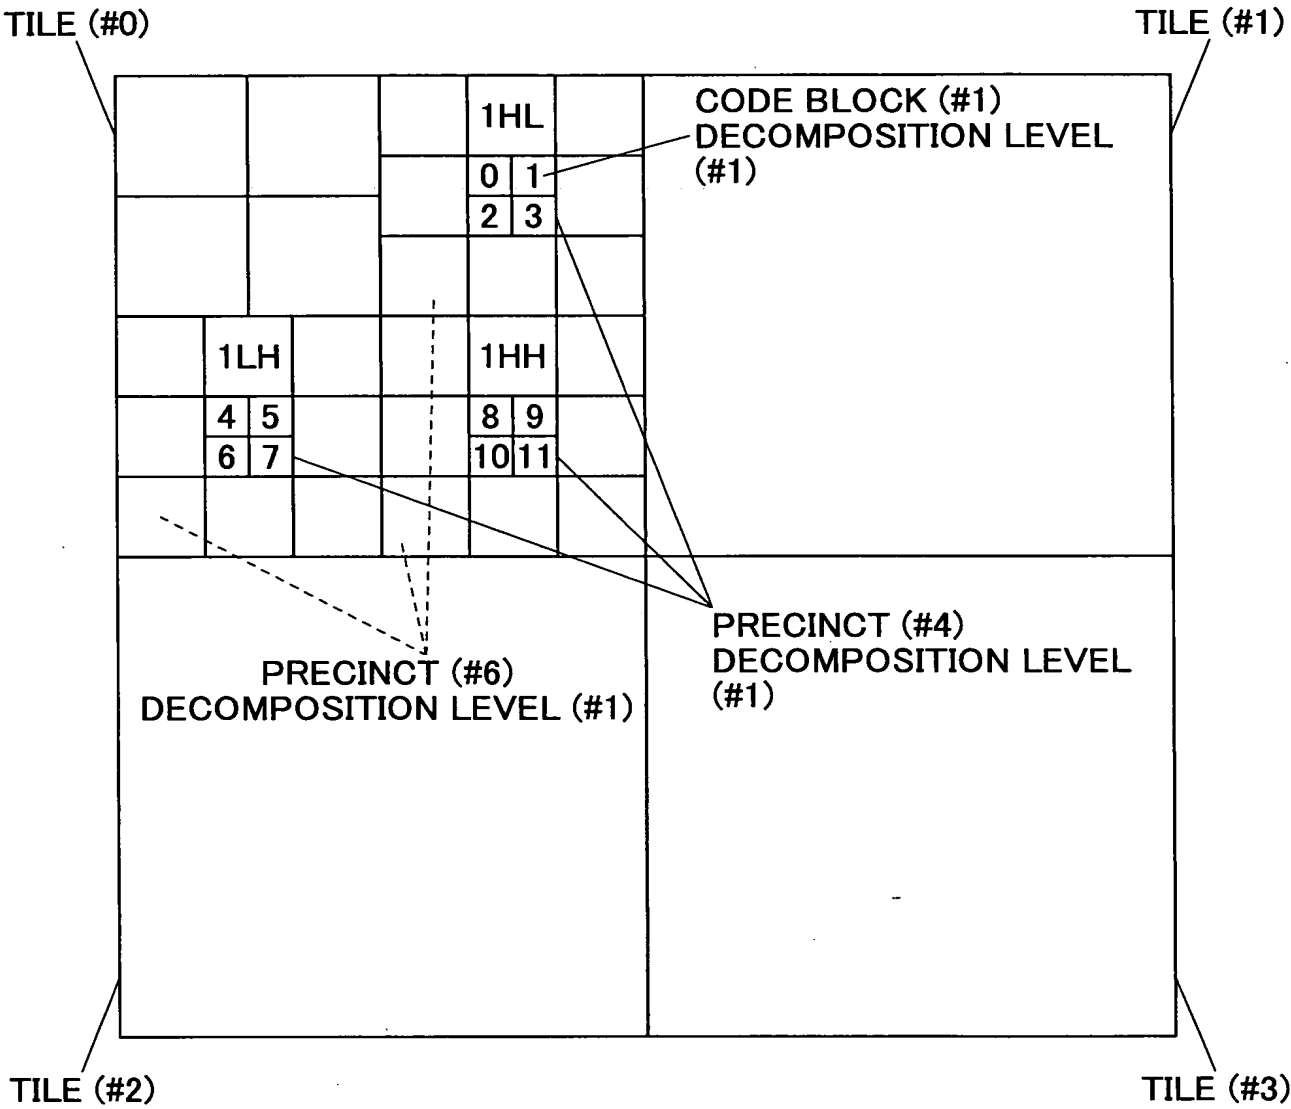 TILE (#0)
TILE (#1)
1HL
CODE BLOCK (#1)
DECOMPOSITION LEVEL
(#1)
0 1
2 3
1LH
1HH
4 5
8 9
6 7
10 11
PRECINCT (#6)
DECOMPOSITION LEVEL (#1)
PRECINCT (#4)
DECOMPOSITION LEVEL
(#1)
TILE (#2)
TILE (#3)